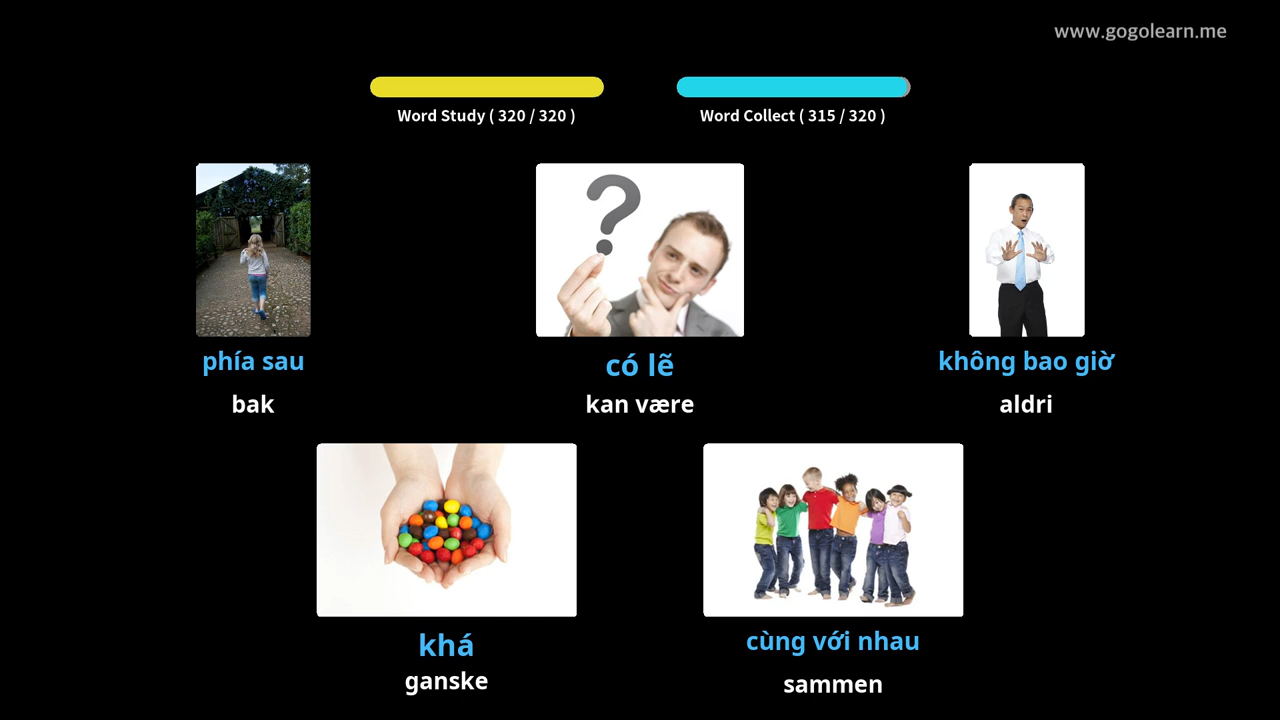 www.gogolearn.me
Word Study ( 320 / 320 )
Word Collect ( 315 / 320 )
phía sau
bak
có lẽ
kan være
không bao giờ
aldri
khá
ganske
cùng với nhau
sammen